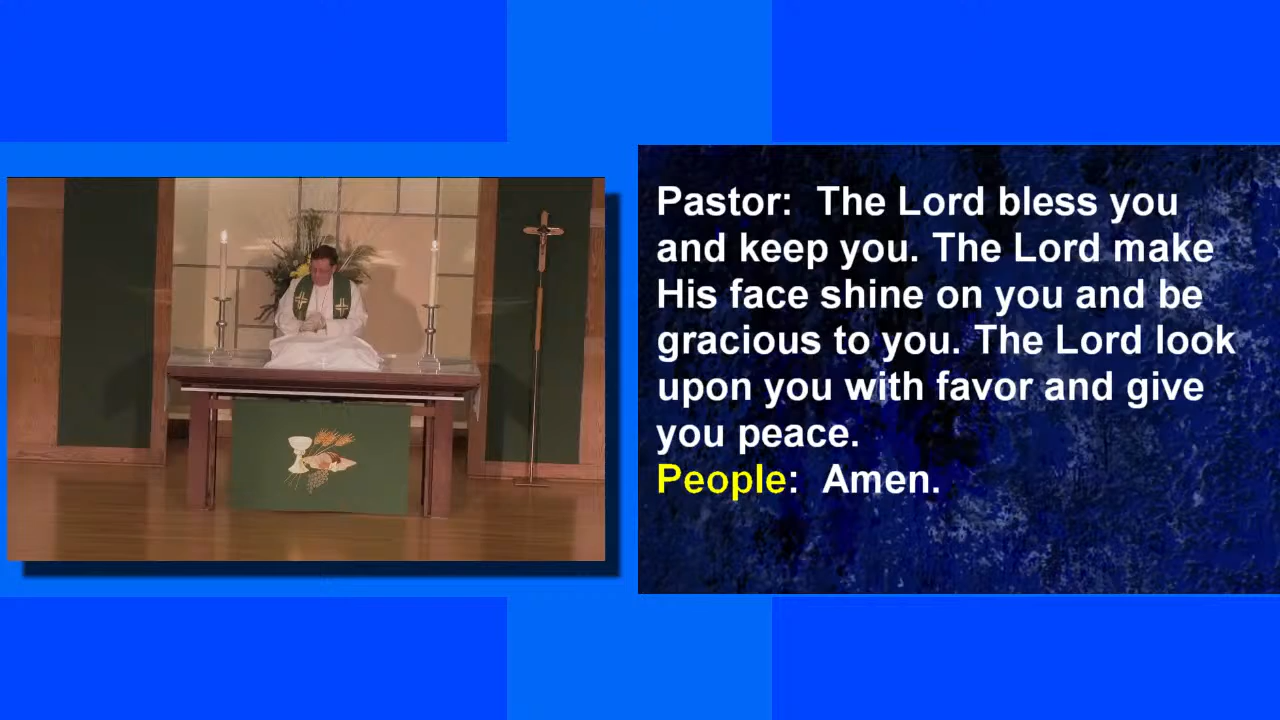 Pastor:  The Lord bless you
and keep you. The Lord make
His face shine on you and be
gracious to you. The Lord look
upon you with favor and give
you peace.
People:  Amen.